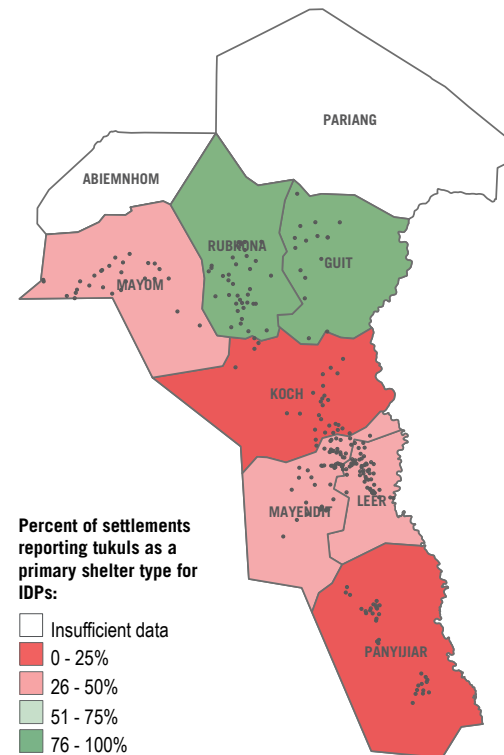 PARIANG
ABIEMNHOM
RUBKONA
GUIT
MAYOM
KOCH
MAYENDIT
LEER
PANYIJIAR
Percent of settlements
reporting tukuls as a
primary shelter type for
IDPs:
Insufficient data
0 - 25%
26 - 50%
51 - 75%
76 - 100%